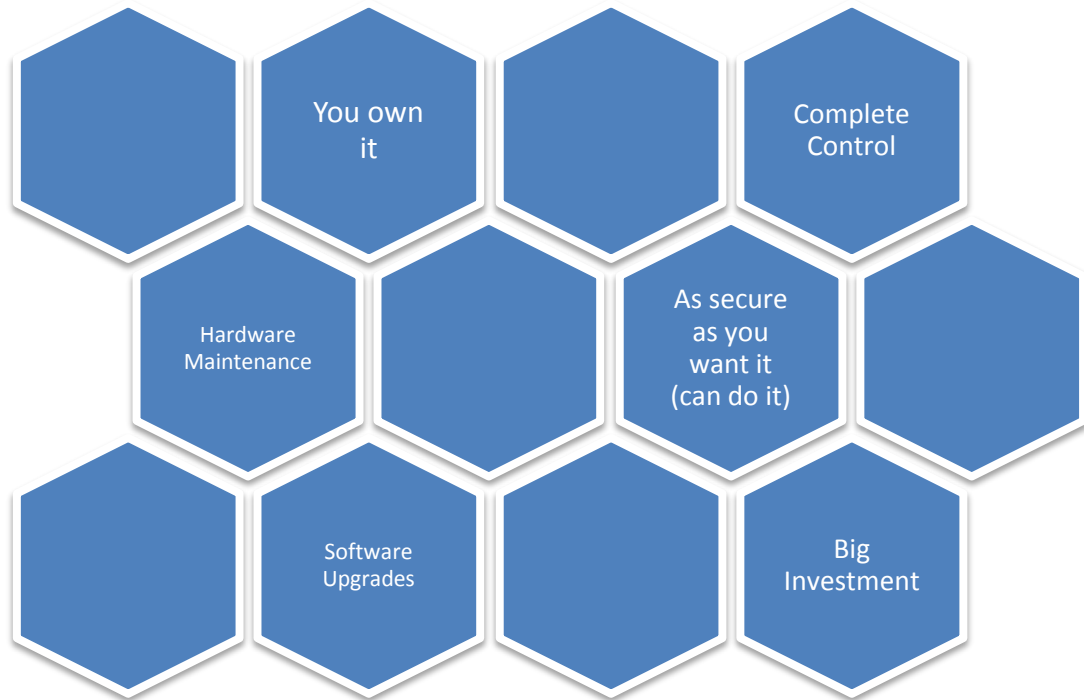 You own
it
Complete
Control
Hardware
Maintenance
As secure
as you
want it
(can do it)
Software
Upgrades
Big
Investment